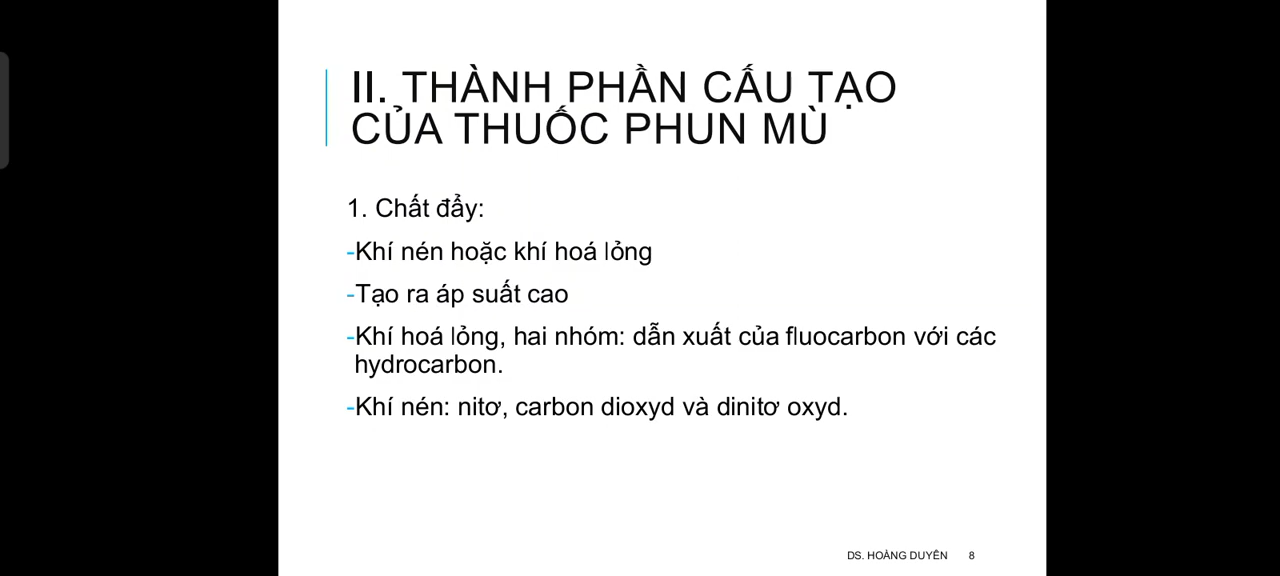 II. THÀNH PHẦN CẤU TẠO
CỦA THUỐC PHUN MÙ
1. Chất đẩy:
-Khí nén hoặc khí hoá lỏng
-Tạo ra áp suất cao
-Khí hoá lỏng, hai nhóm: dẫn xuất của fluocarbon với các
hydrocarbon.
-Khí nén: nitơ, carbon dioxyd và dinitơ oxyd.
DS. HOÀNG DUYÊN 8